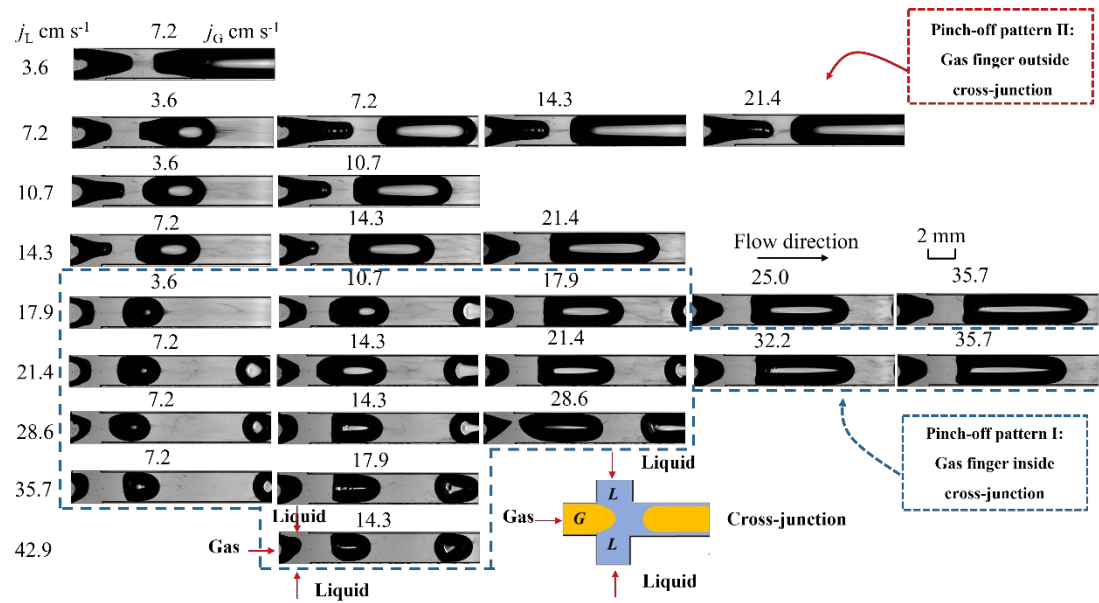 j_L cm s⁻¹ 7.2 j_G cm s⁻¹
3.6
Pinch-off pattern II:
Gas finger outside
cross-junction
3.6 7.2 14.3 21.4
7.2
3.6 10.7
10.7
7.2 14.3 21.4
14.3
Flow direction 2 mm
3.6 10.7 17.9 25.0 35.7
17.9
7.2 14.3 21.4 32.2 35.7
21.4
7.2 14.3 28.6
28.6
Pinch-off pattern I:
Gas finger inside
cross-junction
7.2 17.9
35.7
Liquid
14.3
Gas
42.9
Liquid
Liquid
L
Gas G Cross-junction
L
Liquid